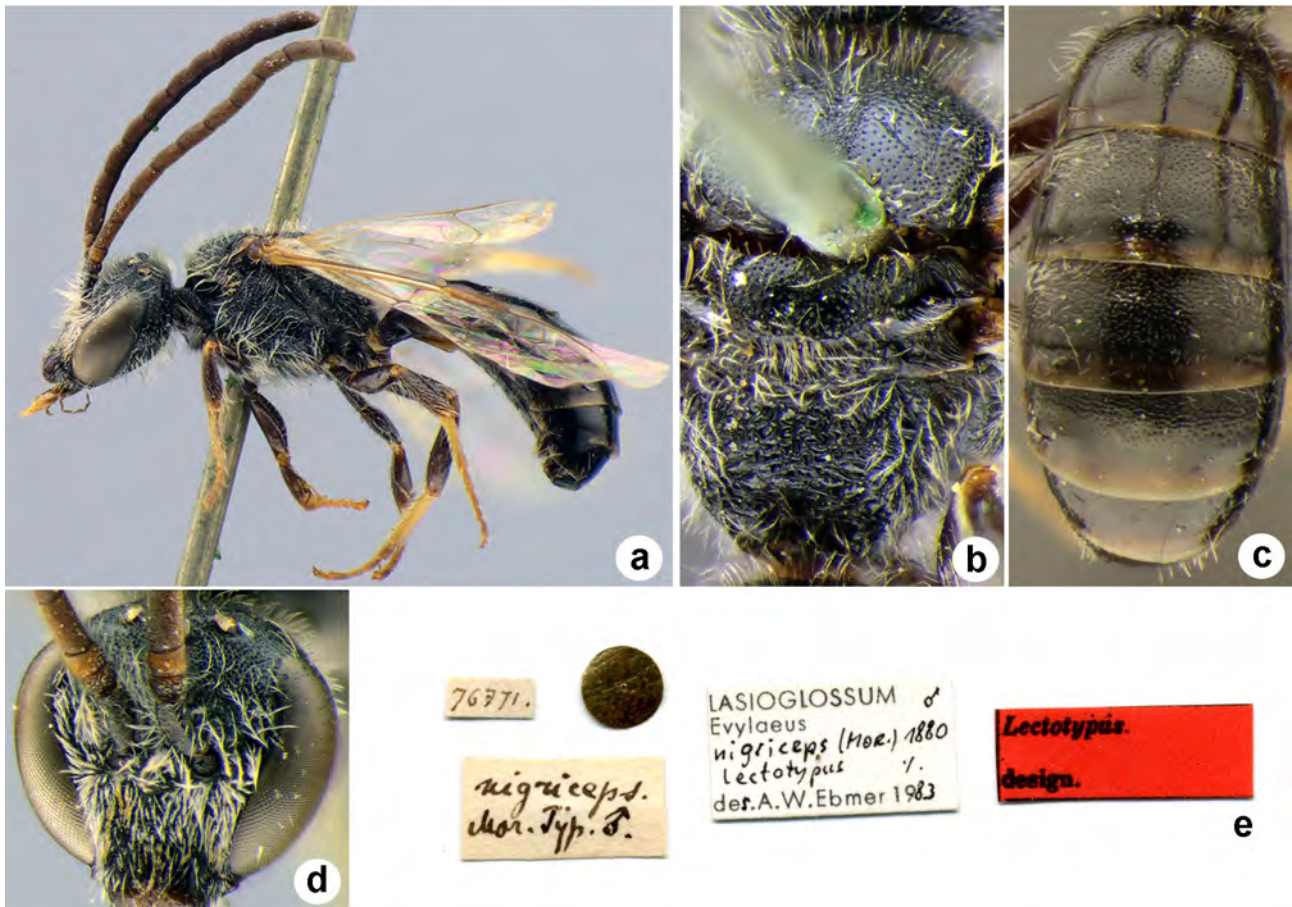 a
b
c
d
76771.
nigriceps.
Mor. Typ. ♂.
LASIOGLOSSUM ♂
Evylaeus
nigriceps (MOR.) 1880
Lectotypus %.
des. A.W. Ebmer 1983
Lectotypus.
design.
e